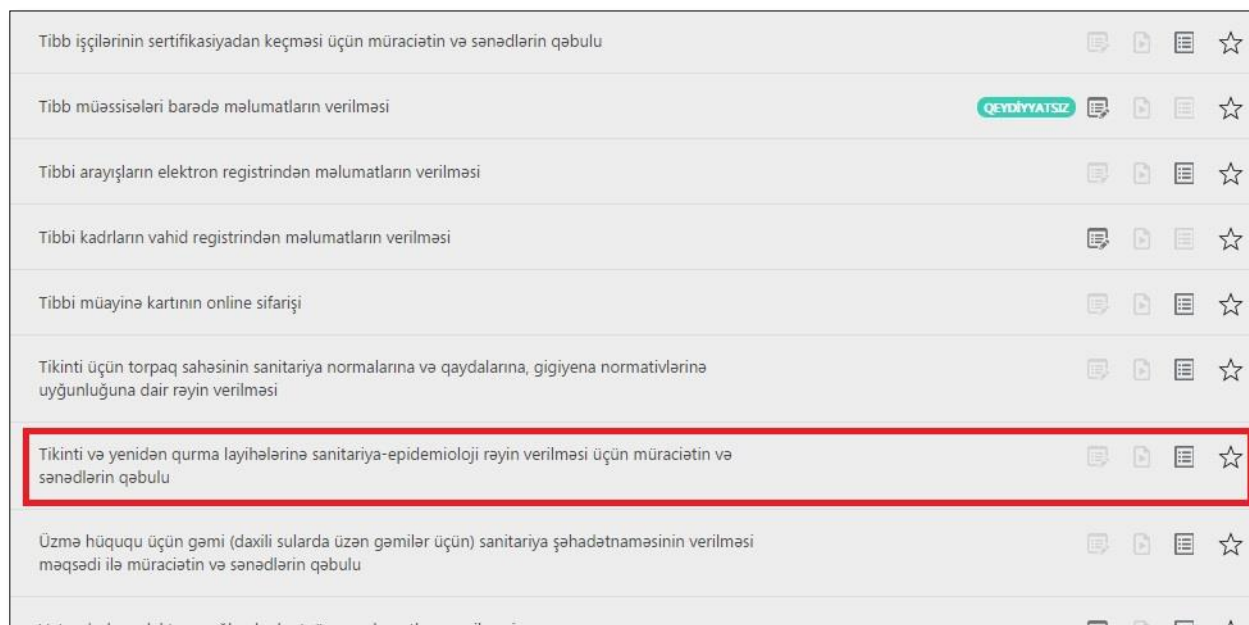 Tibb işçilərinin sertifikasiyadan keçməsi üçün müraciətin və sənədlərin qəbulu
Tibb müəssisələri barədə məlumatların verilməsi
QEYDİYYATSIZ
Tibbi arayışların elektron registrindən məlumatların verilməsi
Tibbi kadrların vahid registrindən məlumatların verilməsi
Tibbi müayinə kartının online sifarişi
Tikinti üçün torpaq sahəsinin sanitariya normalarına və qaydalarına, gigiyena normativlərinə
uyğunluğuna dair rəyin verilməsi
Tikinti və yenidən qurma layihələrinə sanitariya-epidemioloji rəyin verilməsi üçün müraciətin və
sənədlərin qəbulu
Üzmə hüququ üçün gəmi (daxili sularda üzən gəmilər üçün) sanitariya şəhadətnaməsinin verilməsi
məqsədi ilə müraciətin və sənədlərin qəbulu